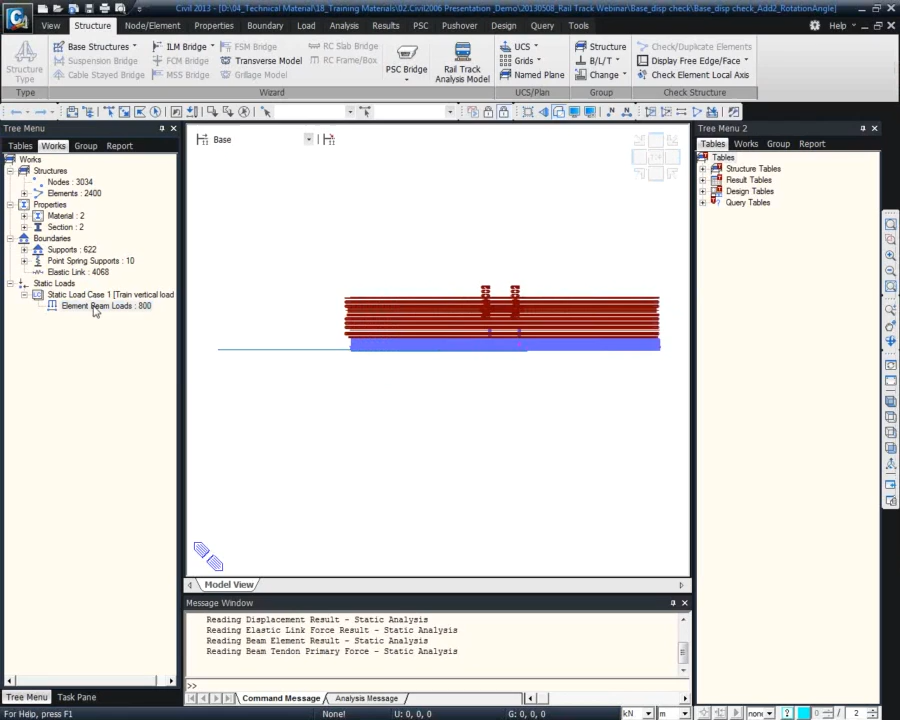 Civil 2013 - [D:\04_Technical Material\18_Training Materials\02.Civil2006 Presentation_Demo\20130508_Rail Track Webinar\Base_disp check\Base_disp check_Add2_RotationAngle]
View Structure Node/Element Properties Boundary Load Analysis Results PSC Pushover Design Query Tools Help
Structure Type
Base Structures
Suspension Bridge
Cable Stayed Bridge
ILM Bridge
FCM Bridge
MSS Bridge
FSM Bridge
Transverse Model
Grillage Model
RC Slab Bridge
RC Frame/Box
PSC Bridge
Rail Track Analysis Model
UCS
Grids
Named Plane
Structure
B/L/T
Change
Check/Duplicate Elements
Display Free Edge/Face
Check Element Local Axis
Type Wizard UCS/Plan Group Check Structure
Tree Menu
Tables Works Group Report
Works
Structures
Nodes : 3034
Elements : 2400
Properties
Material : 2
Section : 2
Boundaries
Supports : 622
Point Spring Supports : 10
Elastic Link : 4068
Static Loads
Static Load Case 1 [Train vertical load
Element Beam Loads : 800
Base
Tree Menu 2
Tables Works Group Report
Tables
Structure Tables
Result Tables
Design Tables
Query Tables
Model View
Message Window
Reading Displacement Result - Static Analysis
Reading Elastic Link Force Result - Static Analysis
Reading Beam Element Result - Static Analysis
Reading Beam Tendon Primary Force - Static Analysis
>>
Command Message Analysis Message
Tree Menu Task Pane
For Help, press F1 None! U: 0, 0, 0 G: 0, 0, 0 kN m none 0 / 2